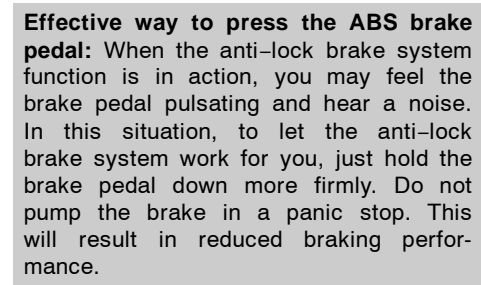 Effective way to press the ABS brake
pedal: When the anti−lock brake system
function is in action, you may feel the
brake pedal pulsating and hear a noise.
In this situation, to let the anti−lock
brake system work for you, just hold the
brake pedal down more firmly. Do not
pump the brake in a panic stop. This
will result in reduced braking perfor-
mance.